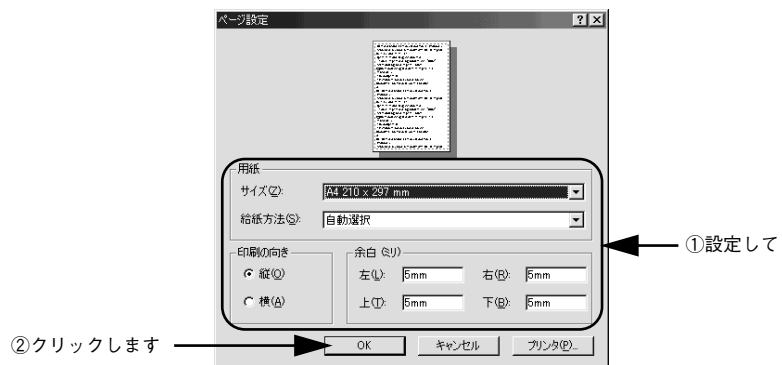 ページ設定
用紙
サイズ(Z):
A4 210 x 297 mm
給紙方法(S):
自動選択
印刷の向き
縦(O)
横(A)
余白 (ミリ)
左(L): 5mm 右(R): 5mm
上(T): 5mm 下(B): 5mm
①設定して
②クリックします
OK キャンセル プリンタ(P)...